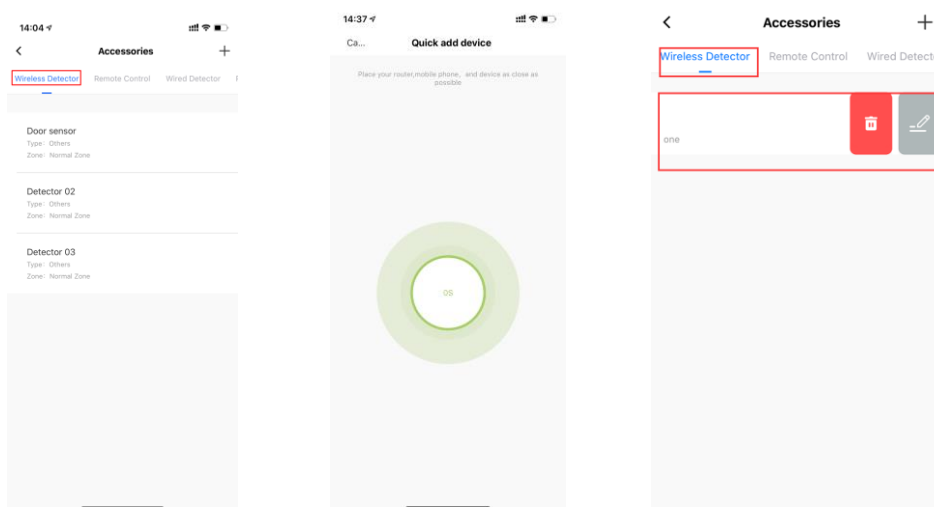 14:04
Accessories
Wireless Detector Remote Control Wired Detector
Door sensor
Type: Others
Zone: Normal Zone
Detector 02
Type: Others
Zone: Normal Zone
Detector 03
Type: Others
Zone: Normal Zone
14:37
Ca... Quick add device
Place your router,mobile phone, and device as close as
possible
0S
Accessories
Wireless Detector Remote Control Wired Detect
one